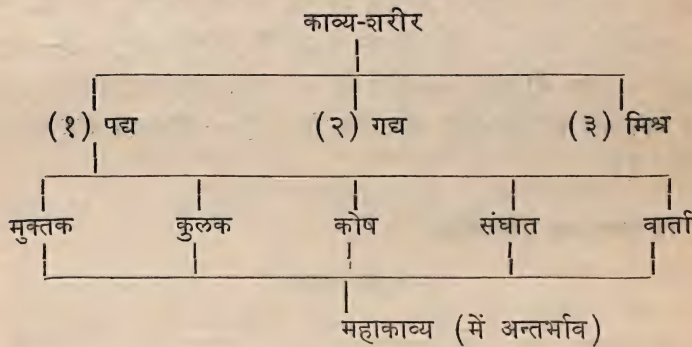 काव्य-शरीर
(१) पद्य (२) गद्य (३) मिश्र
मुक्तक कुलक कोष संघात वार्ता
महाकाव्य (में अन्तर्भाव)